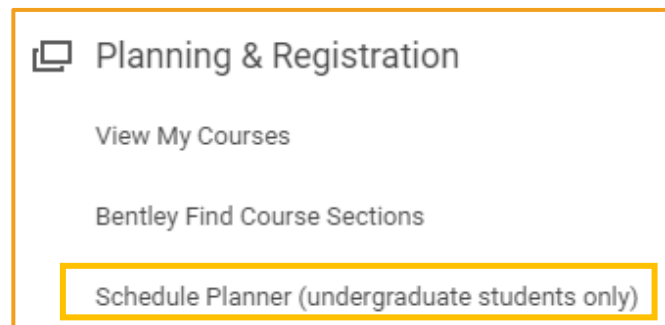 Planning & Registration
View My Courses
Bentley Find Course Sections
Schedule Planner (undergraduate students only)